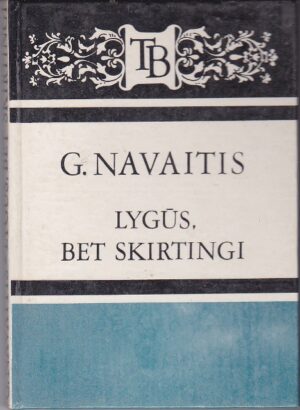 TB
G. NAVAITIS
LYGŪS,
BET SKIRTINGI